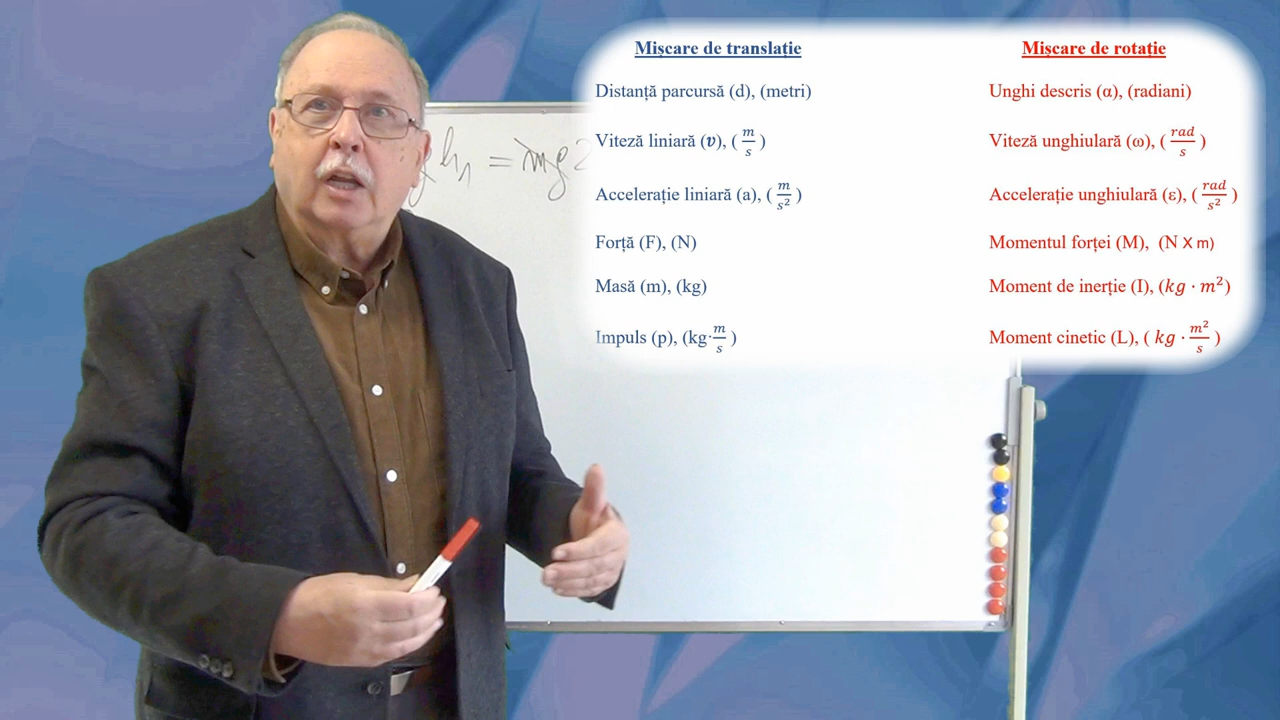 Mișcare de translație
Mișcare de rotație
Distanță parcursă (d), (metri)
Unghi descris (α), (radiani)
Viteză liniară (v), (m/s)
Viteză unghiulară (ω), (rad/s)
Accelerație liniară (a), (m/s²)
Accelerație unghiulară (ε), (rad/s²)
Forță (F), (N)
Momentul forței (M), (N X m)
Masă (m), (kg)
Moment de inerție (I), (kg · m²)
Impuls (p), (kg·m/s)
Moment cinetic (L), (kg · m²/s)
h₁ = mg2